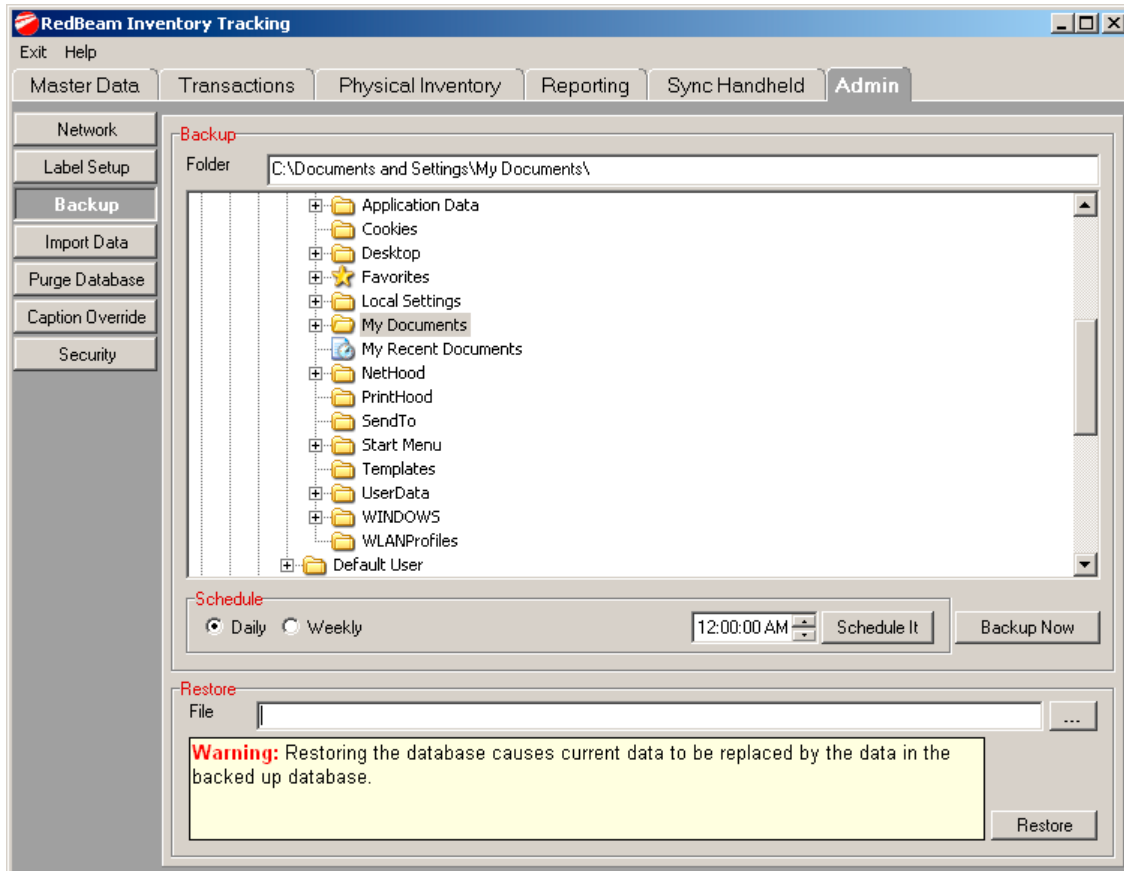 RedBeam Inventory Tracking
Exit Help
Master Data Transactions Physical Inventory Reporting Sync Handheld Admin
Network
Label Setup
Backup
Import Data
Purge Database
Caption Override
Security
Backup
Folder C:\Documents and Settings\My Documents\
Application Data
Cookies
Desktop
Favorites
Local Settings
My Documents
My Recent Documents
NetHood
PrintHood
SendTo
Start Menu
Templates
UserData
WINDOWS
WLANProfiles
Default User
Schedule
Daily Weekly 12:00:00 AM Schedule It Backup Now
Restore
File ...
Warning: Restoring the database causes current data to be replaced by the data in the
backed up database.
Restore